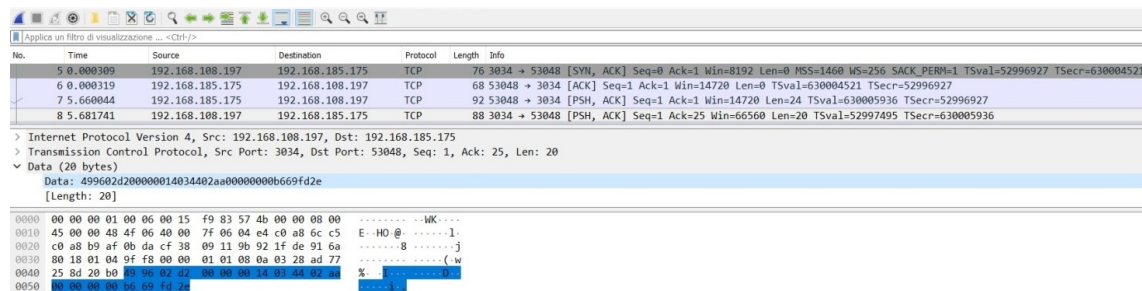 Applica un filtro di visualizzazione ... <Ctrl-/>
No. Time Source Destination Protocol Length Info
5 0.000309 192.168.108.197 192.168.185.175 TCP 76 3034 → 53048 [SYN, ACK] Seq=0 Ack=1 Win=8192 Len=0 MSS=1460 WS=256 SACK_PERM=1 TSval=52996927 TSecr=630004521
6 0.000319 192.168.108.197 192.168.185.175 TCP 68 53048 → 3034 [ACK] Seq=1 Ack=1 Win=14720 Len=0 TSval=630004521 TSecr=52996927
7 5.660044 192.168.108.197 192.168.185.175 TCP 92 53048 → 3034 [PSH, ACK] Seq=1 Ack=1 Win=14720 Len=24 TSval=630005936 TSecr=52996927
8 5.681741 192.168.108.197 192.168.185.175 TCP 88 3034 → 53048 [PSH, ACK] Seq=1 Ack=25 Win=66560 Len=20 TSval=52997495 TSecr=630005936
> Internet Protocol Version 4, Src: 192.168.108.197, Dst: 192.168.185.175
> Transmission Control Protocol, Src Port: 3034, Dst Port: 53048, Seq: 1, Ack: 25, Len: 20
Data (20 bytes)
Data: 499602d200000014034402aa00000000b669fd2e
[Length: 20]
0000 00 00 00 01 00 06 00 15 f9 83 57 4b 00 00 08 00 ········ ··WK····
0010 45 00 00 48 4f 06 40 00 7f 06 04 e4 c0 a8 6c c5 E··HO·@· ······l·
0020 c0 a8 b9 af 0b da cf 38 09 11 9b 92 1f de 91 6a ·······8 ·······j
0030 80 18 01 04 9f f8 00 00 01 01 08 0a 03 28 ad 77 ········ ·····(·w
0040 25 8d 20 b0 49 96 02 d2 00 00 00 14 03 44 02 aa %· ·I··· ·····D··
0050 00 00 00 00 b6 69 fd 2e ·····i·.